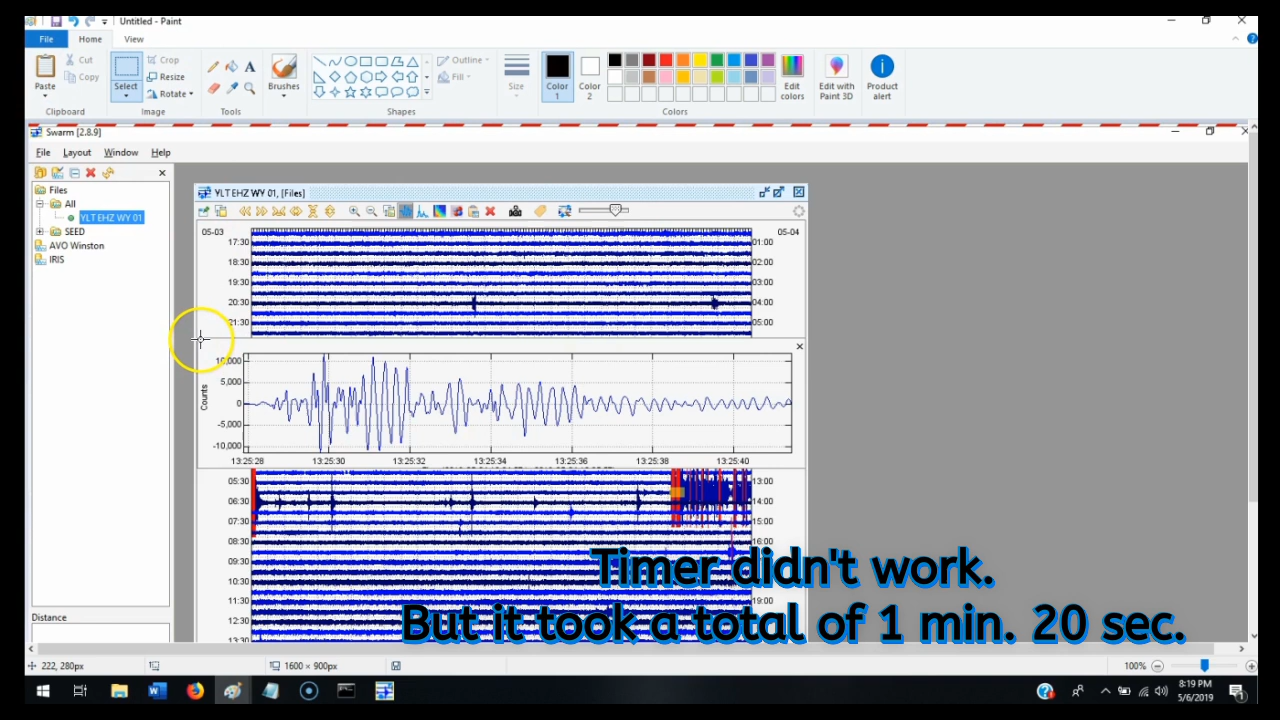 Untitled - Paint
File Home View
Paste
Cut
Copy
Clipboard
Select
Crop
Resize
Rotate
Image
Tools
Brushes
Outline
Fill
Shapes
Size
Color 1
Color 2
Edit colors
Colors
Edit with Paint 3D
Product alert
Swarm [2.8.9]
File Layout Window Help
Files
All
YLT EHZ WY 01
SEED
AVO Winston
IRIS
Distance
YLT EHZ WY 01, [Files]
05-03 05-04
17:30 01:00
18:30 02:00
19:30 03:00
20:30 04:00
21:30 05:00
10,000
5,000
0
-5,000
-10,000
Counts
13:25:28 13:25:30 13:25:32 13:25:34 13:25:36 13:25:38 13:25:40
05:30 13:00
06:30 14:00
07:30 15:00
08:30 16:00
09:30
10:30
11:30 19:00
12:30
13:30
Timer didn't work.
But it took a total of 1 min. 20 sec.
222, 280px
1600 × 900px
100%
8:19 PM
5/6/2019